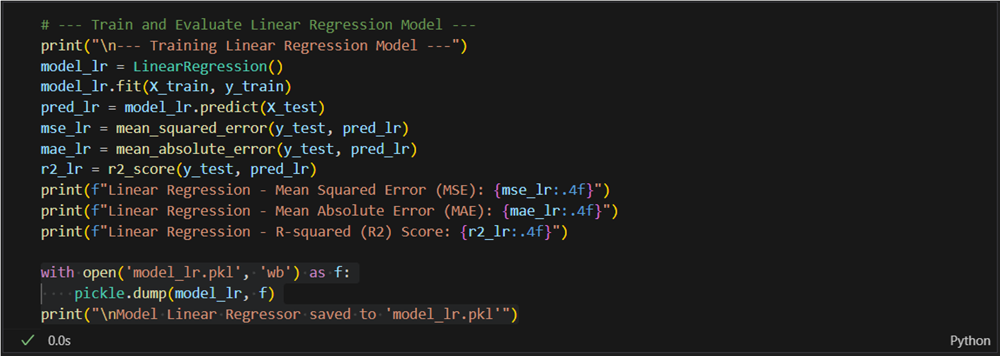 # --- Train and Evaluate Linear Regression Model ---
print("\n--- Training Linear Regression Model ---")
model_lr = LinearRegression()
model_lr.fit(X_train, y_train)
pred_lr = model_lr.predict(X_test)
mse_lr = mean_squared_error(y_test, pred_lr)
mae_lr = mean_absolute_error(y_test, pred_lr)
r2_lr = r2_score(y_test, pred_lr)
print(f"Linear Regression - Mean Squared Error (MSE): {mse_lr:.4f}")
print(f"Linear Regression - Mean Absolute Error (MAE): {mae_lr:.4f}")
print(f"Linear Regression - R-squared (R2) Score: {r2_lr:.4f}")

with open('model_lr.pkl', 'wb') as f:
    pickle.dump(model_lr, f)
print("\nModel Linear Regressor saved to 'model_lr.pkl'")
0.0s
Python